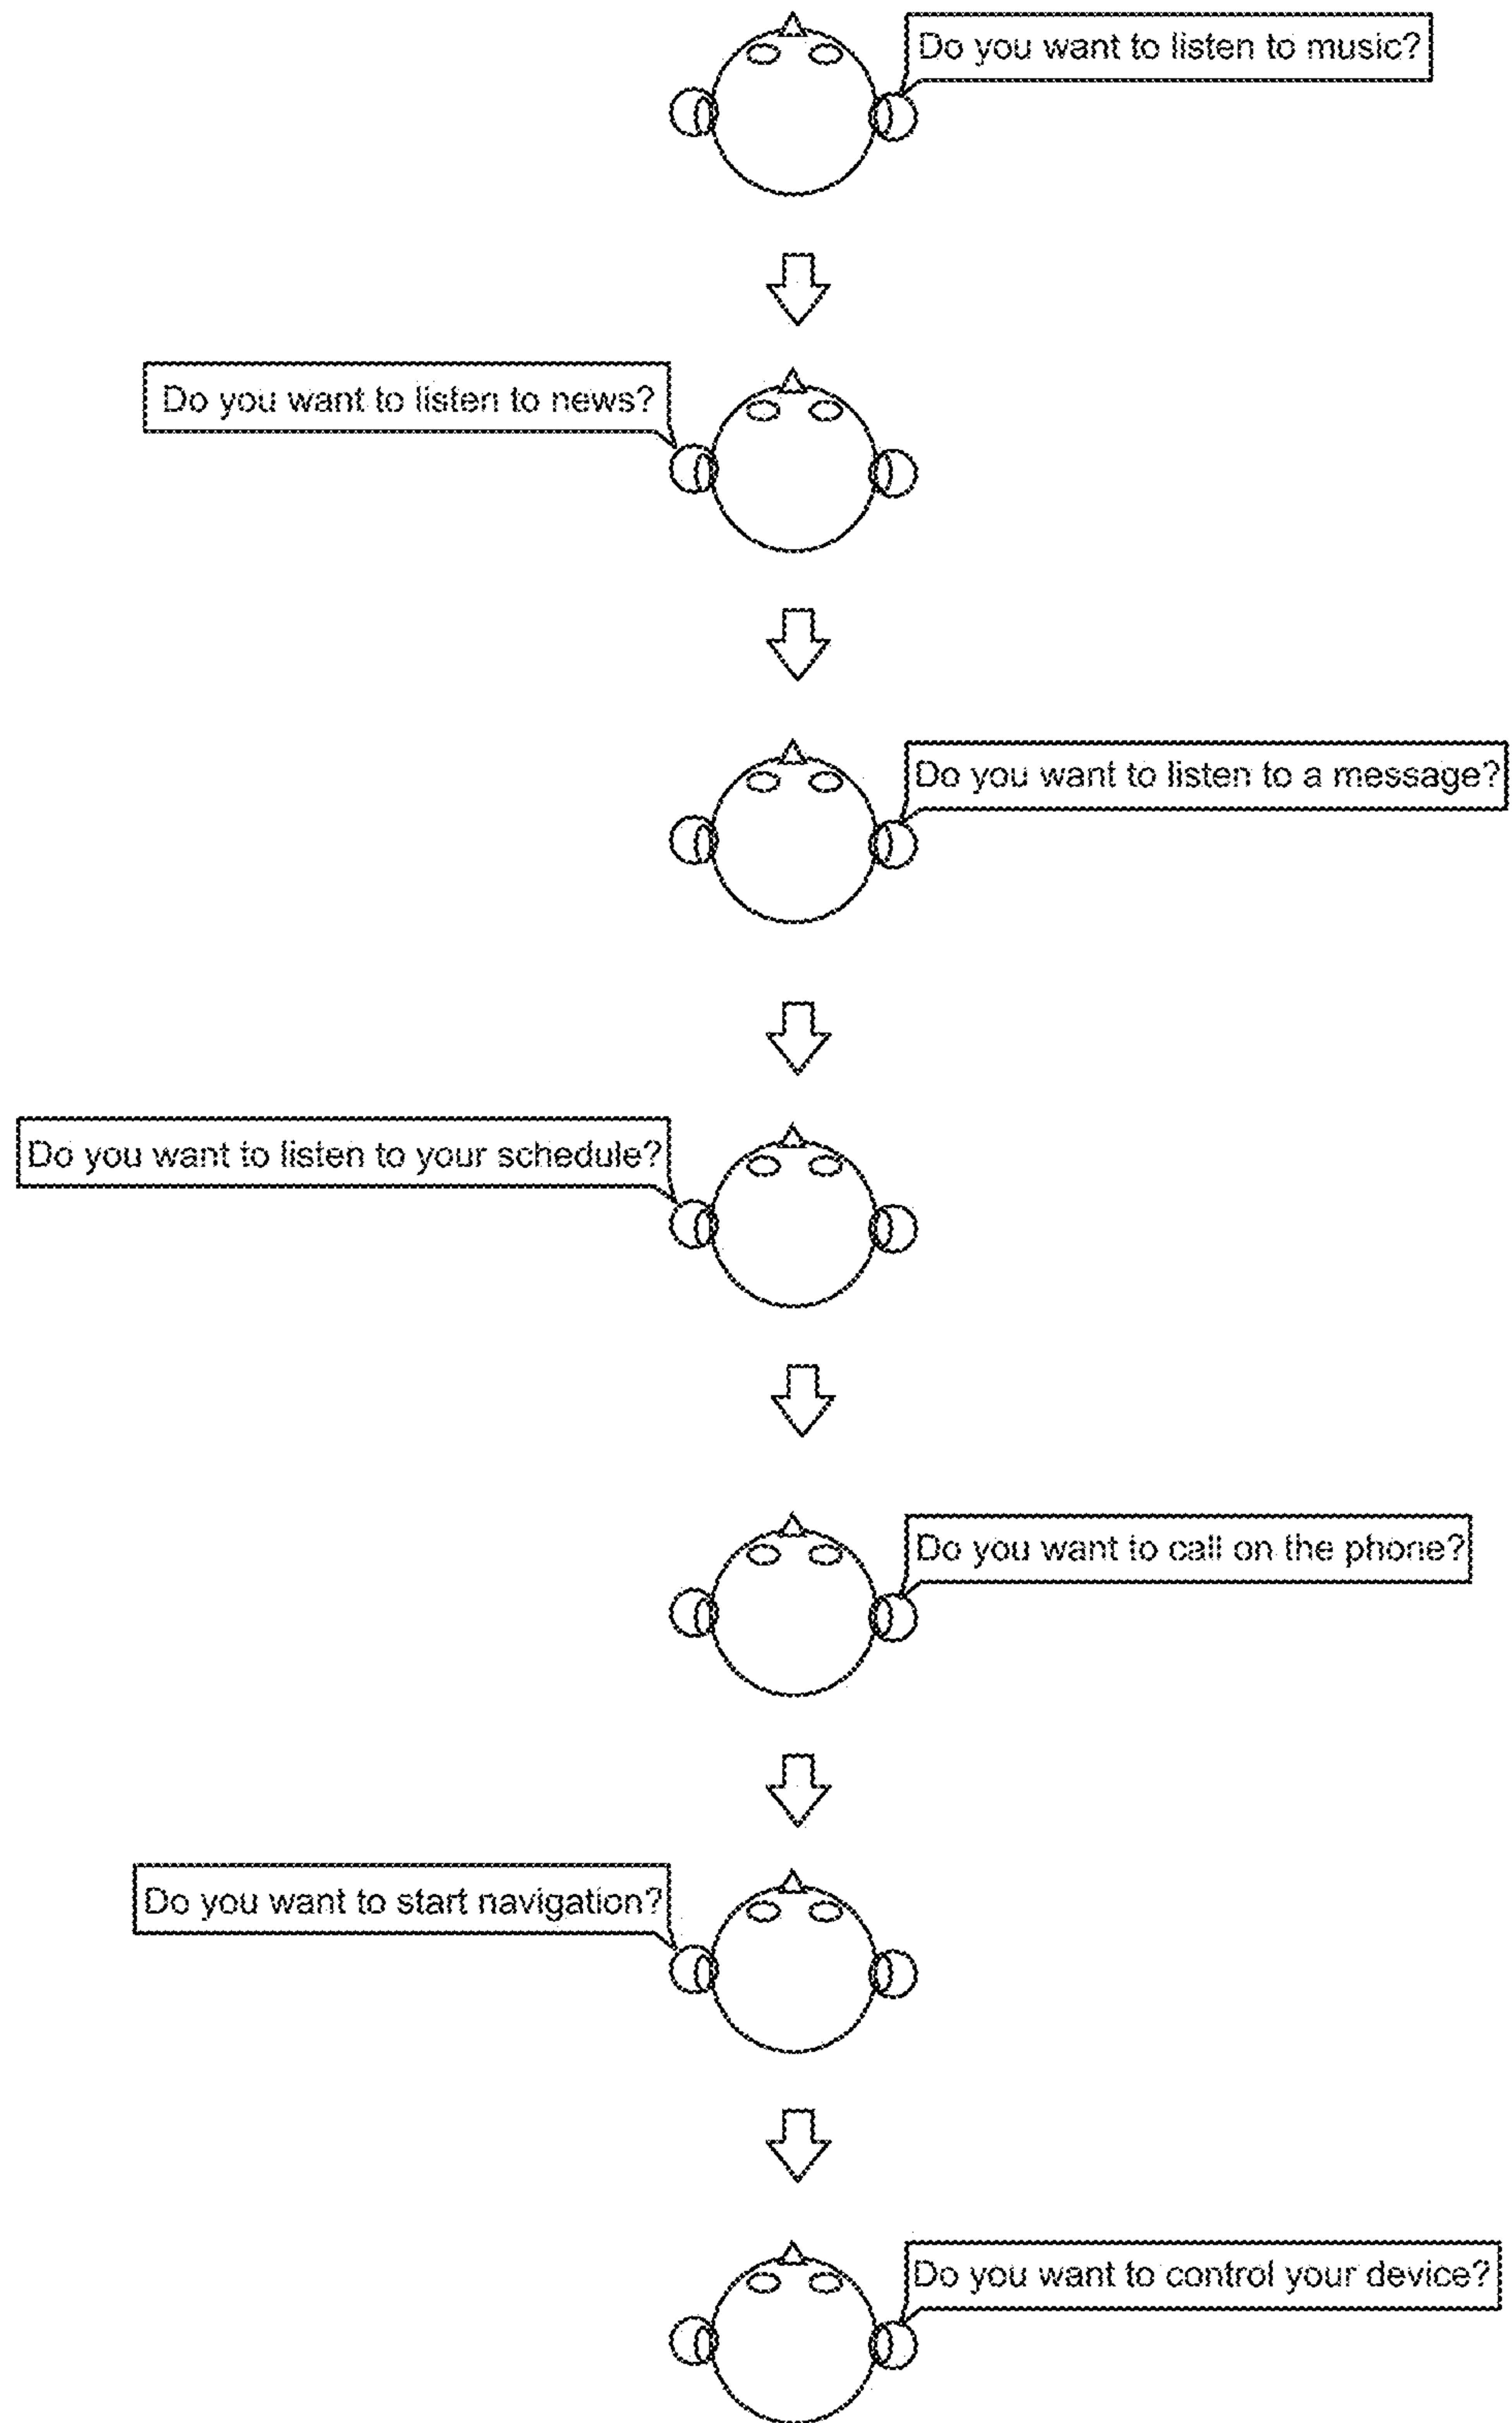 Do you want to listen to music?
Do you want to listen to news?
Do you want to listen to a message?
Do you want to listen to your schedule?
Do you want to call on the phone?
Do you want to start navigation?
Do you want to control your device?